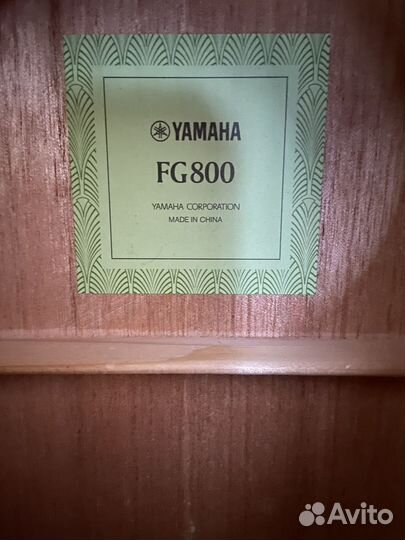 YAMAHA
FG800
YAMAHA CORPORATION
MADE IN CHINA
Avito